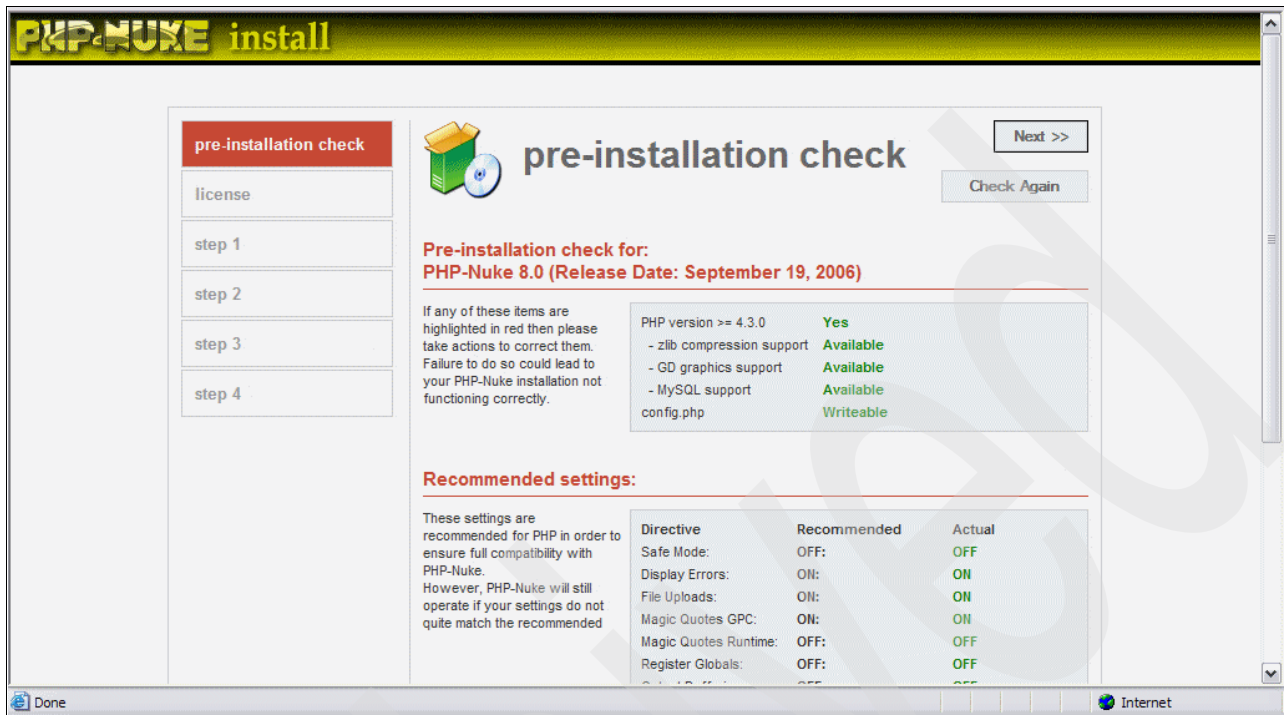 PHP-NUKE install
pre-installation check
license
step 1
step 2
step 3
step 4
pre-installation check
Next >>
Check Again
Pre-installation check for:
PHP-Nuke 8.0 (Release Date: September 19, 2006)
If any of these items are
highlighted in red then please
take actions to correct them.
Failure to do so could lead to
your PHP-Nuke installation not
functioning correctly.
PHP version >= 4.3.0 Yes
- zlib compression support Available
- GD graphics support Available
- MySQL support Available
config.php Writeable
Recommended settings:
These settings are
recommended for PHP in order to
ensure full compatibility with
PHP-Nuke.
However, PHP-Nuke will still
operate if your settings do not
quite match the recommended
Directive Recommended Actual
Safe Mode: OFF: OFF
Display Errors: ON: ON
File Uploads: ON: ON
Magic Quotes GPC: ON: ON
Magic Quotes Runtime: OFF: OFF
Register Globals: OFF: OFF
Done
Internet